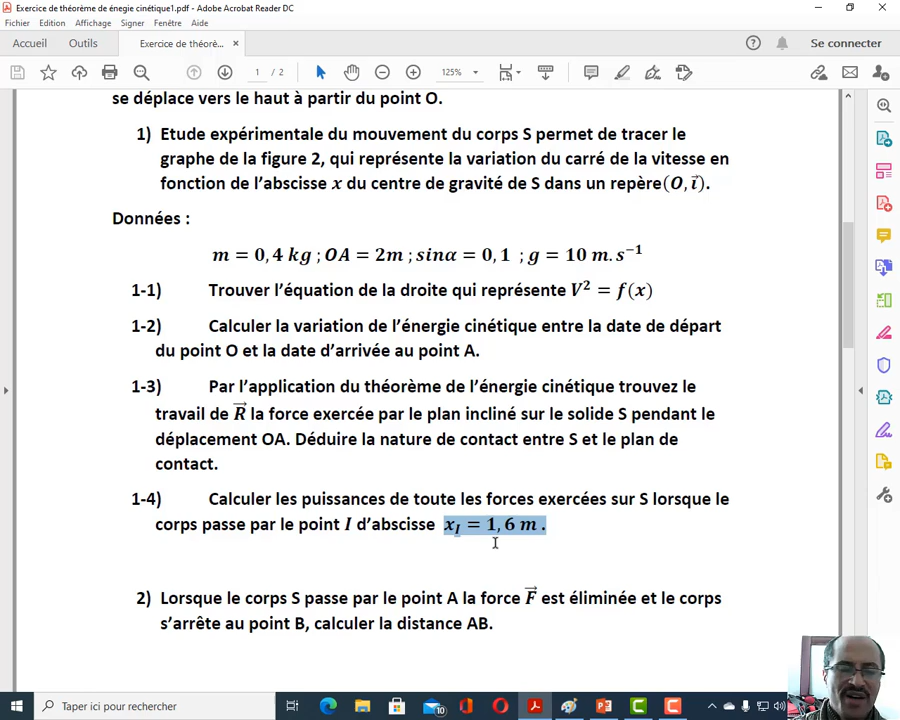 Exercice de théorème de énegie cinétique1.pdf - Adobe Acrobat Reader DC
Fichier Edition Affichage Signer Fenêtre Aide
Accueil Outils Exercice de théorè... × Se connecter
1 / 2 125%
se déplace vers le haut à partir du point O.
1) Etude expérimentale du mouvement du corps S permet de tracer le
graphe de la figure 2, qui représente la variation du carré de la vitesse en
fonction de l’abscisse x du centre de gravité de S dans un repère(O, i⃗).
Données :
m = 0,4 kg ; OA = 2m ; sinα = 0,1 ; g = 10 m.s⁻¹
1-1) Trouver l’équation de la droite qui représente V² = f(x)
1-2) Calculer la variation de l’énergie cinétique entre la date de départ
du point O et la date d’arrivée au point A.
1-3) Par l’application du théorème de l’énergie cinétique trouvez le
travail de R⃗ la force exercée par le plan incliné sur le solide S pendant le
déplacement OA. Déduire la nature de contact entre S et le plan de
contact.
1-4) Calculer les puissances de toute les forces exercées sur S lorsque le
corps passe par le point I d’abscisse x_I = 1,6 m .
2) Lorsque le corps S passe par le point A la force F⃗ est éliminée et le corps
s’arrête au point B, calculer la distance AB.
Taper ici pour rechercher
10